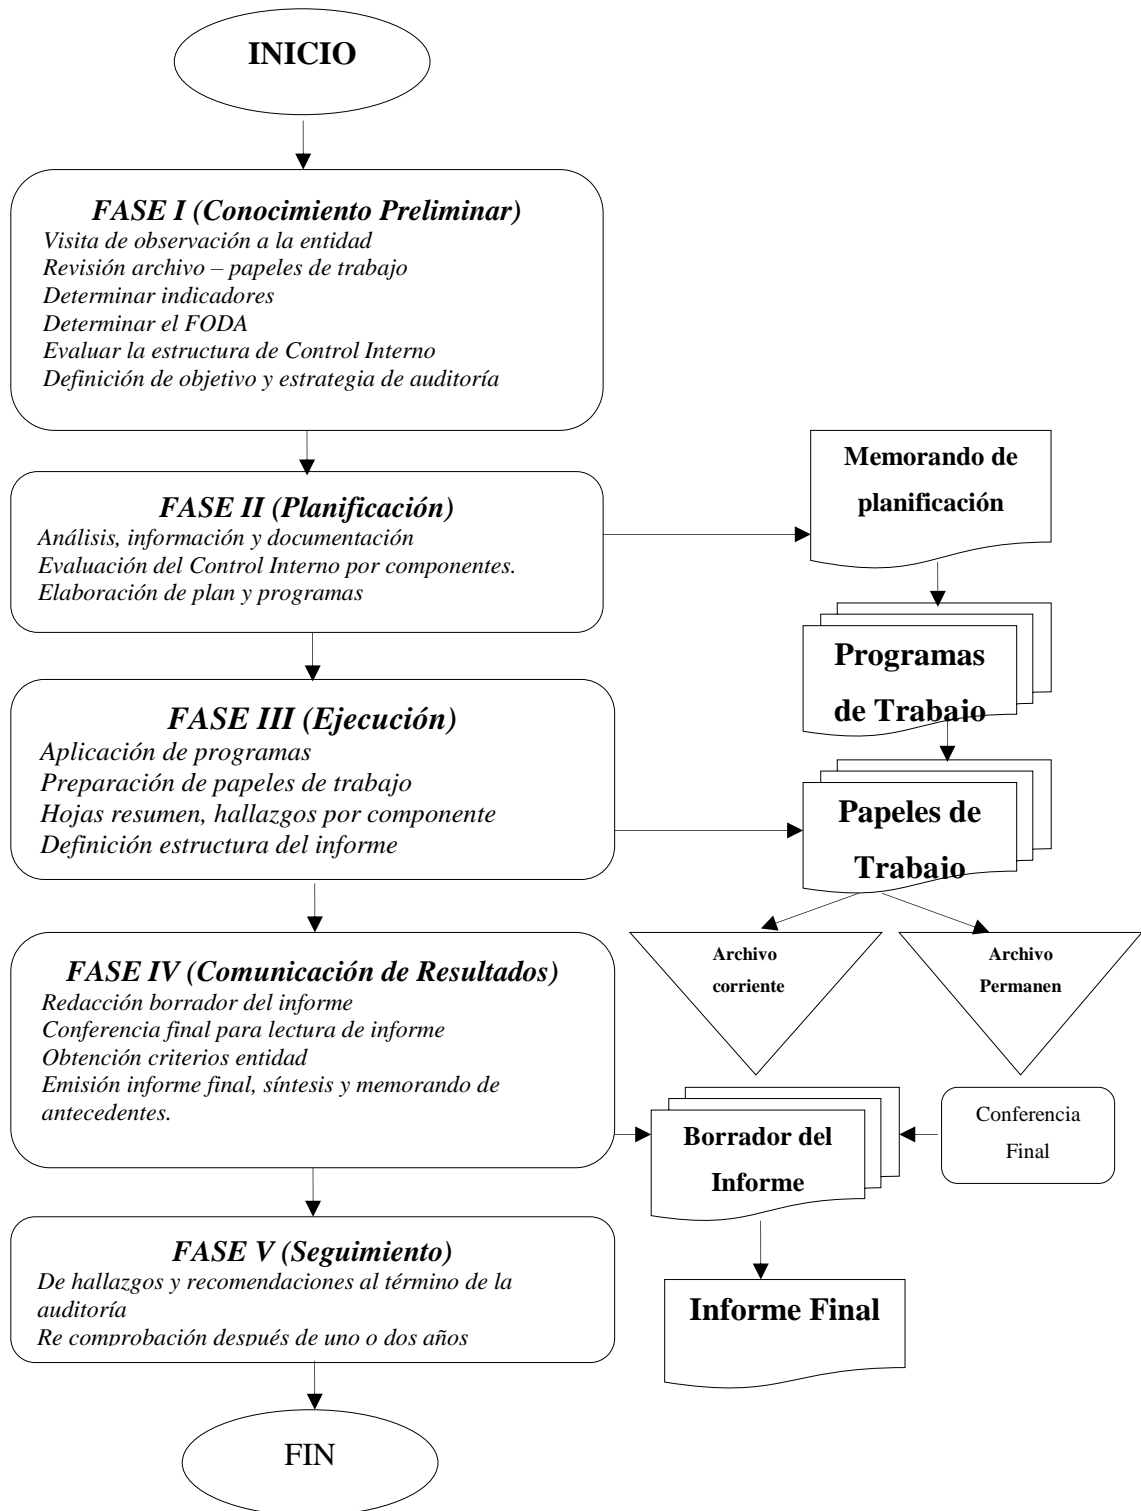 INICIO
FASE I (Conocimiento Preliminar)
Visita de observación a la entidad
Revisión archivo – papeles de trabajo
Determinar indicadores
Determinar el FODA
Evaluar la estructura de Control Interno
Definición de objetivo y estrategia de auditoría
FASE II (Planificación)
Análisis, información y documentación
Evaluación del Control Interno por componentes.
Elaboración de plan y programas
Memorando de
planificación
Programas
de Trabajo
FASE III (Ejecución)
Aplicación de programas
Preparación de papeles de trabajo
Hojas resumen, hallazgos por componente
Definición estructura del informe
Papeles de
Trabajo
Archivo
corriente
Archivo
Permanen
FASE IV (Comunicación de Resultados)
Redacción borrador del informe
Conferencia final para lectura de informe
Obtención criterios entidad
Emisión informe final, síntesis y memorando de
antecedentes.
Borrador del
Informe
Conferencia
Final
FASE V (Seguimiento)
De hallazgos y recomendaciones al término de la
auditoría
Re comprobación después de uno o dos años
Informe Final
FIN